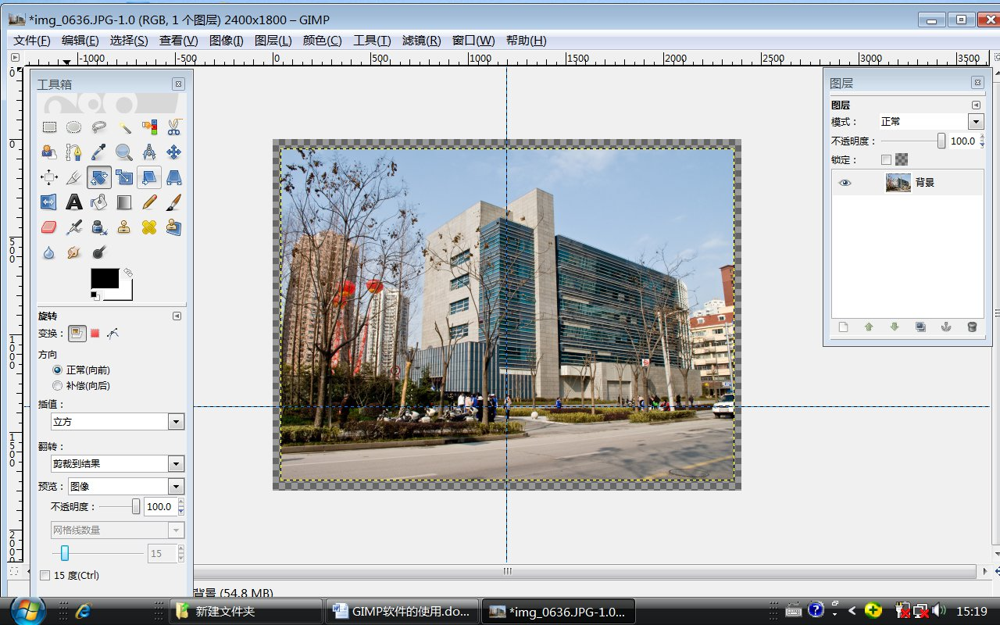 *img_0636.JPG-1.0 (RGB, 1 个图层) 2400x1800 – GIMP
文件(F) 编辑(E) 选择(S) 查看(V) 图像(I) 图层(L) 颜色(C) 工具(T) 滤镜(R) 窗口(W) 帮助(H)
-1000 -500 0 500 1000 1500 2000 2500 3000 3500
0
0
500
1000
1500
2000
工具箱
旋转
变换：
方向
正常(向前)
补偿(向后)
插值：
立方
翻转：
剪裁到结果
预览： 图像
不透明度： 100.0
网格线数量
15
15 度(Ctrl)
图层
图层
模式： 正常
不透明度： 100.0
锁定：
背景
背景 (54.8 MB)
新建文件夹 GIMP软件的使用.do... *img_0636.JPG-1.0... 15:19